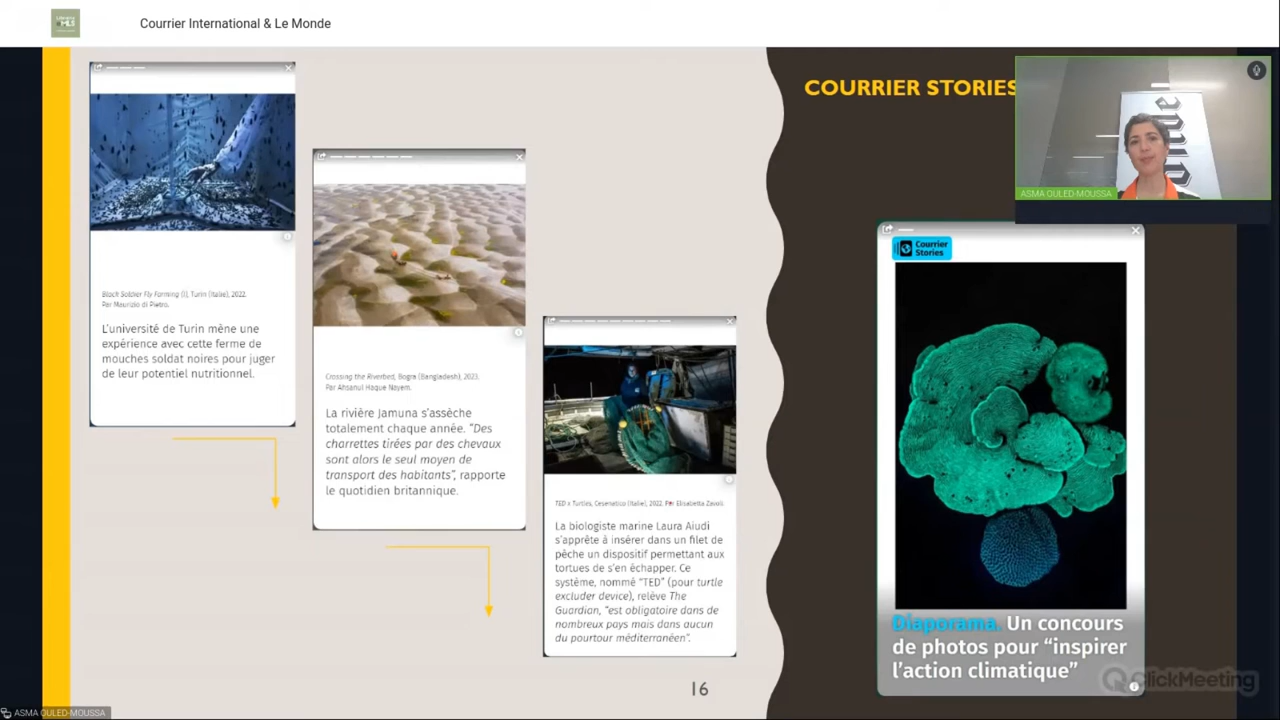 Courrier International & Le Monde
Black Soldier Fly Farming (I), Turin (Italie), 2022.
Par Maurizio di Pietro.
L'université de Turin mène une
expérience avec cette ferme de
mouches soldat noires pour juger
de leur potentiel nutritionnel.
Crossing the Riverbed, Bogra (Bangladesh), 2023.
Par Ahsanul Haque Nayem.
La rivière Jamuna s'assèche
totalement chaque année. “Des
charrettes tirées par des chevaux
sont alors le seul moyen de
transport des habitants”, rapporte
le quotidien britannique.
TED x Turtles, Cesenatico (Italie), 2022. Par Elisabetta Zavoli.
La biologiste marine Laura Aiudi
s'apprête à insérer dans un filet de
pêche un dispositif permettant aux
tortues de s'en échapper. Ce
système, nommé “TED” (pour turtle
excluder device), relève The
Guardian, “est obligatoire dans de
nombreux pays mais dans aucun
du pourtour méditerranéen”.
16
COURRIER STORIES
ASMA OULED-MOUSSA
Courrier
Stories
Diaporama. Un concours
de photos pour “inspirer
l'action climatique”
ClickMeeting
ASMA OULED-MOUSSA